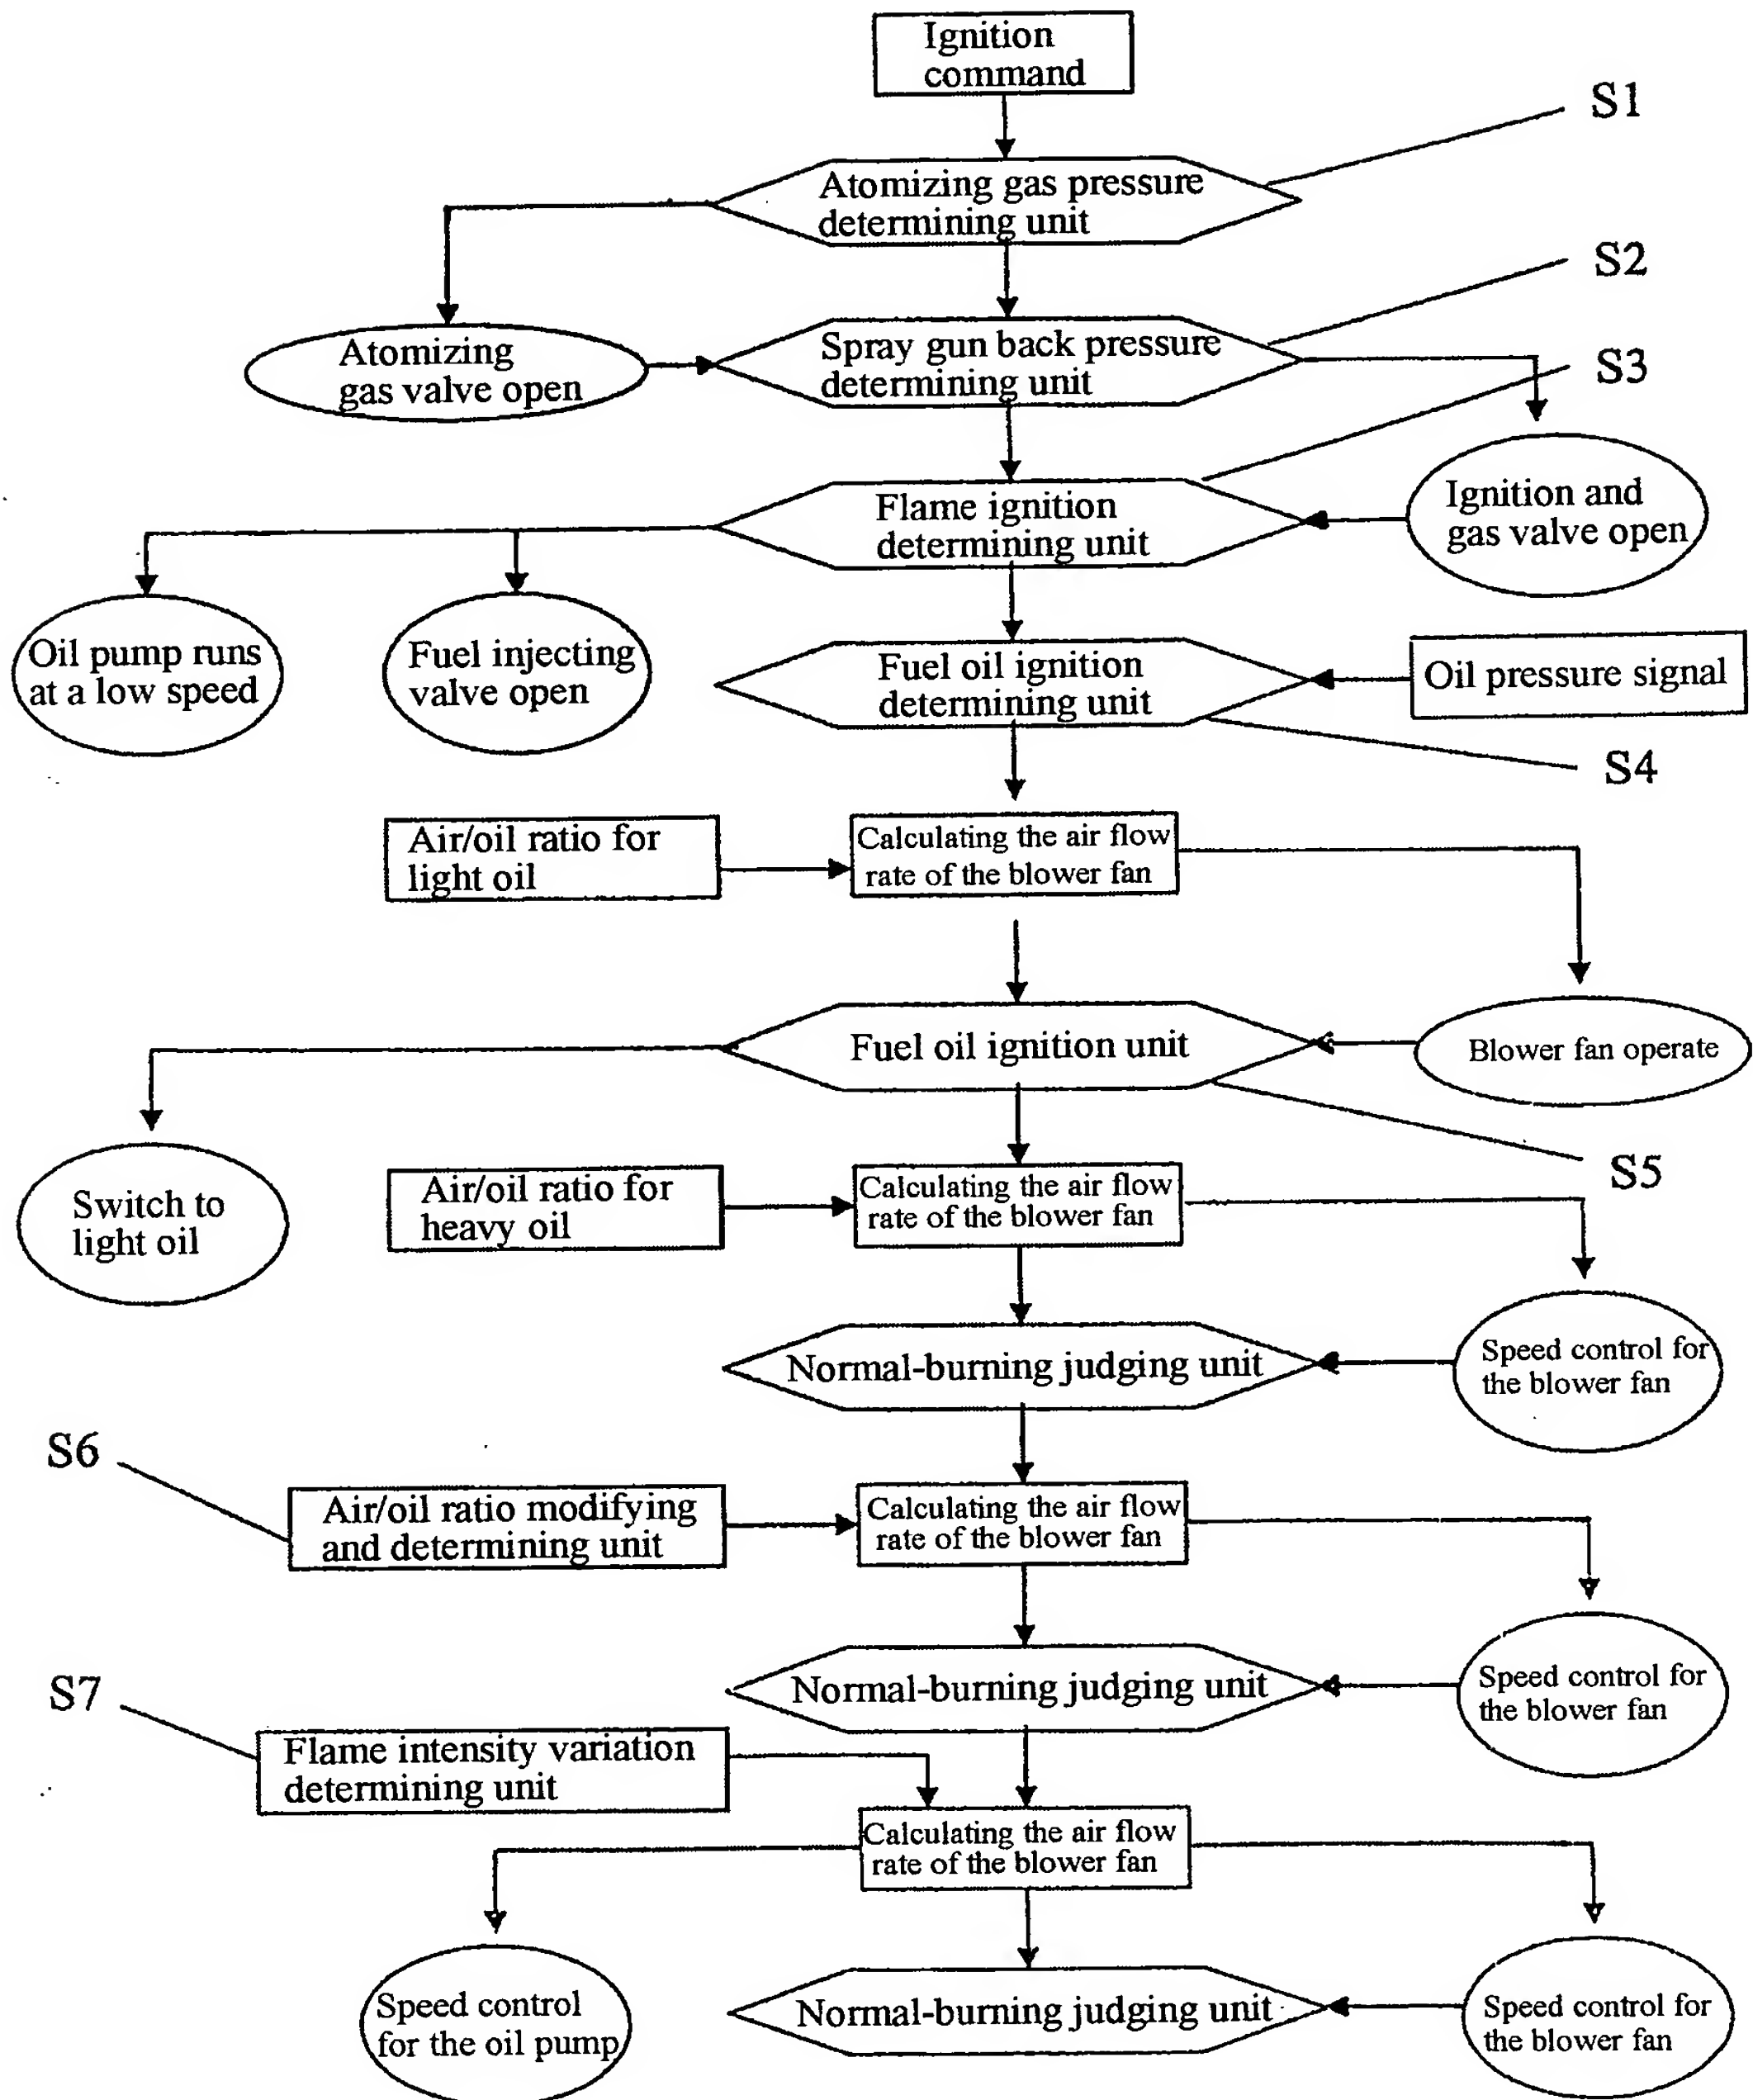 Ignition
command
S1
Atomizing gas pressure
determining unit
S2
Atomizing
gas valve open
Spray gun back pressure
determining unit
S3
Flame ignition
determining unit
Ignition and
gas valve open
Oil pump runs
at a low speed
Fuel injecting
valve open
Fuel oil ignition
determining unit
Oil pressure signal
S4
Air/oil ratio for
light oil
Calculating the air flow
rate of the blower fan
Fuel oil ignition unit
Blower fan operate
S5
Switch to
light oil
Air/oil ratio for
heavy oil
Calculating the air flow
rate of the blower fan
Normal-burning judging unit
Speed control for
the blower fan
S6
Air/oil ratio modifying
and determining unit
Calculating the air flow
rate of the blower fan
Normal-burning judging unit
Speed control for
the blower fan
S7
Flame intensity variation
determining unit
Calculating the air flow
rate of the blower fan
Speed control
for the oil pump
Normal-burning judging unit
Speed control for
the blower fan